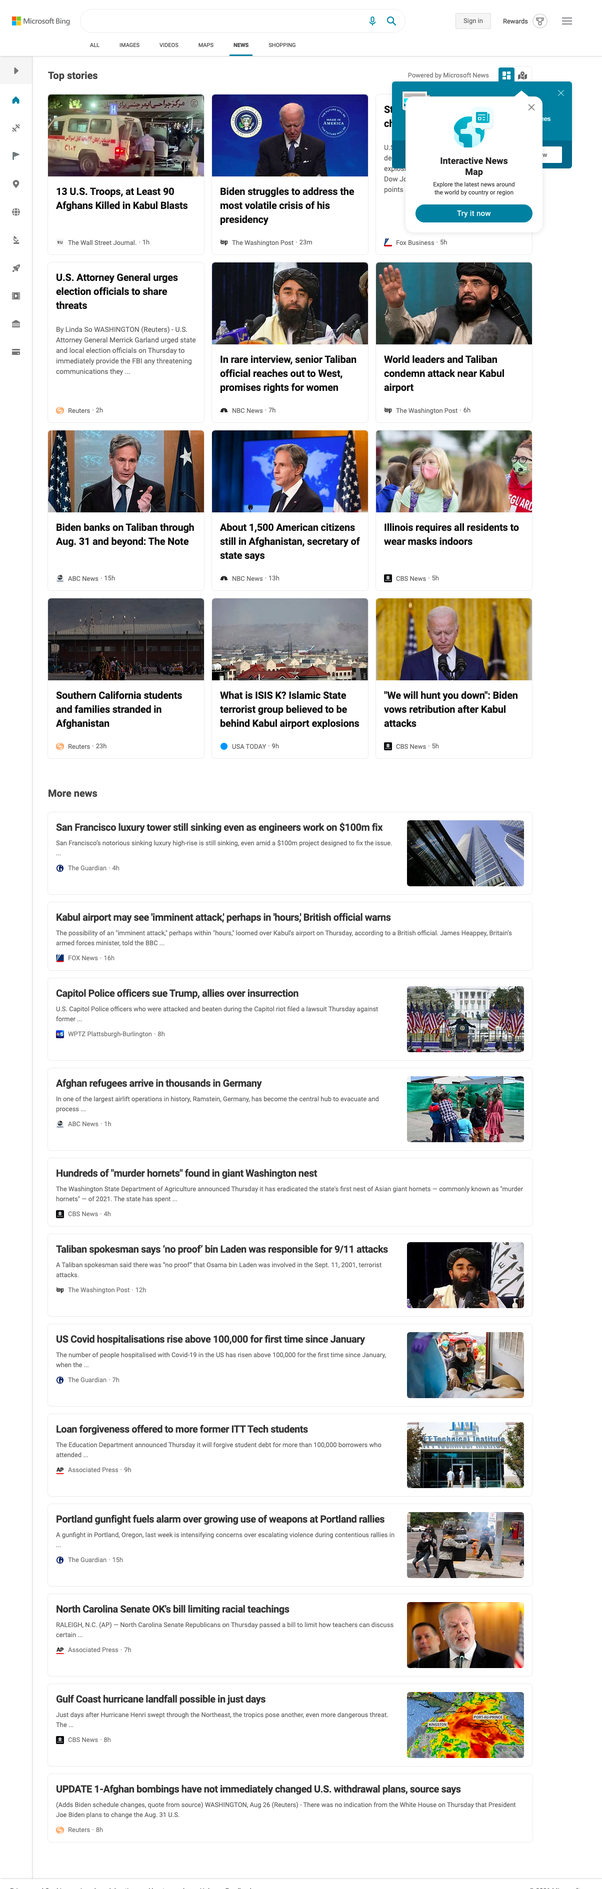 Microsoft Bing
Sign in
Rewards
ALL
IMAGES
VIDEOS
MAPS
NEWS
SHOPPING
Top stories
Powered by Microsoft News
Interactive News
Map
Explore the latest news around
the world by country or region
Try it now
13 U.S. Troops, at Least 90
Afghans Killed in Kabul Blasts
The Wall Street Journal. · 1h
MADE IN
AMERICA
Biden struggles to address the
most volatile crisis of his
presidency
The Washington Post · 23m
Dow Jo
points
Fox Business · 5h
U.S. Attorney General urges
election officials to share
threats
By Linda So WASHINGTON (Reuters) - U.S.
Attorney General Merrick Garland urged state
and local election officials on Thursday to
immediately provide the FBI any threatening
communications they ...
Reuters · 2h
In rare interview, senior Taliban
official reaches out to West,
promises rights for women
NBC News · 7h
World leaders and Taliban
condemn attack near Kabul
airport
The Washington Post · 6h
Biden banks on Taliban through
Aug. 31 and beyond: The Note
ABC News · 15h
About 1,500 American citizens
still in Afghanistan, secretary of
state says
NBC News · 13h
Illinois requires all residents to
wear masks indoors
CBS News · 5h
Southern California students
and families stranded in
Afghanistan
Reuters · 23h
What is ISIS K? Islamic State
terrorist group believed to be
behind Kabul airport explosions
USA TODAY · 9h
"We will hunt you down": Biden
vows retribution after Kabul
attacks
CBS News · 5h
More news
San Francisco luxury tower still sinking even as engineers work on $100m fix
San Francisco's notorious sinking luxury high-rise is still sinking, even amid a $100m project designed to fix the issue.
...
The Guardian · 4h
Kabul airport may see 'imminent attack,' perhaps in 'hours,' British official warns
The possibility of an "imminent attack," perhaps within "hours," loomed over Kabul's airport on Thursday, according to a British official. James Heappey, Britain's
armed forces minister, told the BBC ...
FOX News · 16h
Capitol Police officers sue Trump, allies over insurrection
U.S. Capitol Police officers who were attacked and beaten during the Capitol riot filed a lawsuit Thursday against
former ...
WPTZ Plattsburgh-Burlington · 8h
Afghan refugees arrive in thousands in Germany
In one of the largest airlift operations in history, Ramstein, Germany, has become the central hub to evacuate and
process ...
ABC News · 1h
Hundreds of "murder hornets" found in giant Washington nest
The Washington State Department of Agriculture announced Thursday it has eradicated the state's first nest of Asian giant hornets — commonly known as "murder
hornets" — of 2021. The state has spent ...
CBS News · 4h
Taliban spokesman says 'no proof' bin Laden was responsible for 9/11 attacks
A Taliban spokesman said there was "no proof" that Osama bin Laden was involved in the Sept. 11, 2001, terrorist
attacks.
The Washington Post · 12h
US Covid hospitalisations rise above 100,000 for first time since January
The number of people hospitalised with Covid-19 in the US has risen above 100,000 for the first time since January,
when the ...
The Guardian · 7h
Loan forgiveness offered to more former ITT Tech students
The Education Department announced Thursday it will forgive student debt for more than 100,000 borrowers who
attended ...
AP Associated Press · 9h
Technical Institute
Portland gunfight fuels alarm over growing use of weapons at Portland rallies
A gunfight in Portland, Oregon, last week is intensifying concerns over escalating violence during contentious rallies in
...
The Guardian · 15h
North Carolina Senate OK's bill limiting racial teachings
RALEIGH, N.C. (AP) — North Carolina Senate Republicans on Thursday passed a bill to limit how teachers can discuss
certain ...
AP Associated Press · 7h
Gulf Coast hurricane landfall possible in just days
Just days after Hurricane Henri swept through the Northeast, the tropics pose another, even more dangerous threat.
The ...
CBS News · 8h
KINGSTON
PORT-AU-PRINCE
UPDATE 1-Afghan bombings have not immediately changed U.S. withdrawal plans, source says
(Adds Biden schedule changes, quote from source) WASHINGTON, Aug 26 (Reuters) - There was no indication from the White House on Thursday that President
Joe Biden plans to change the Aug. 31 U.S.
Reuters · 8h